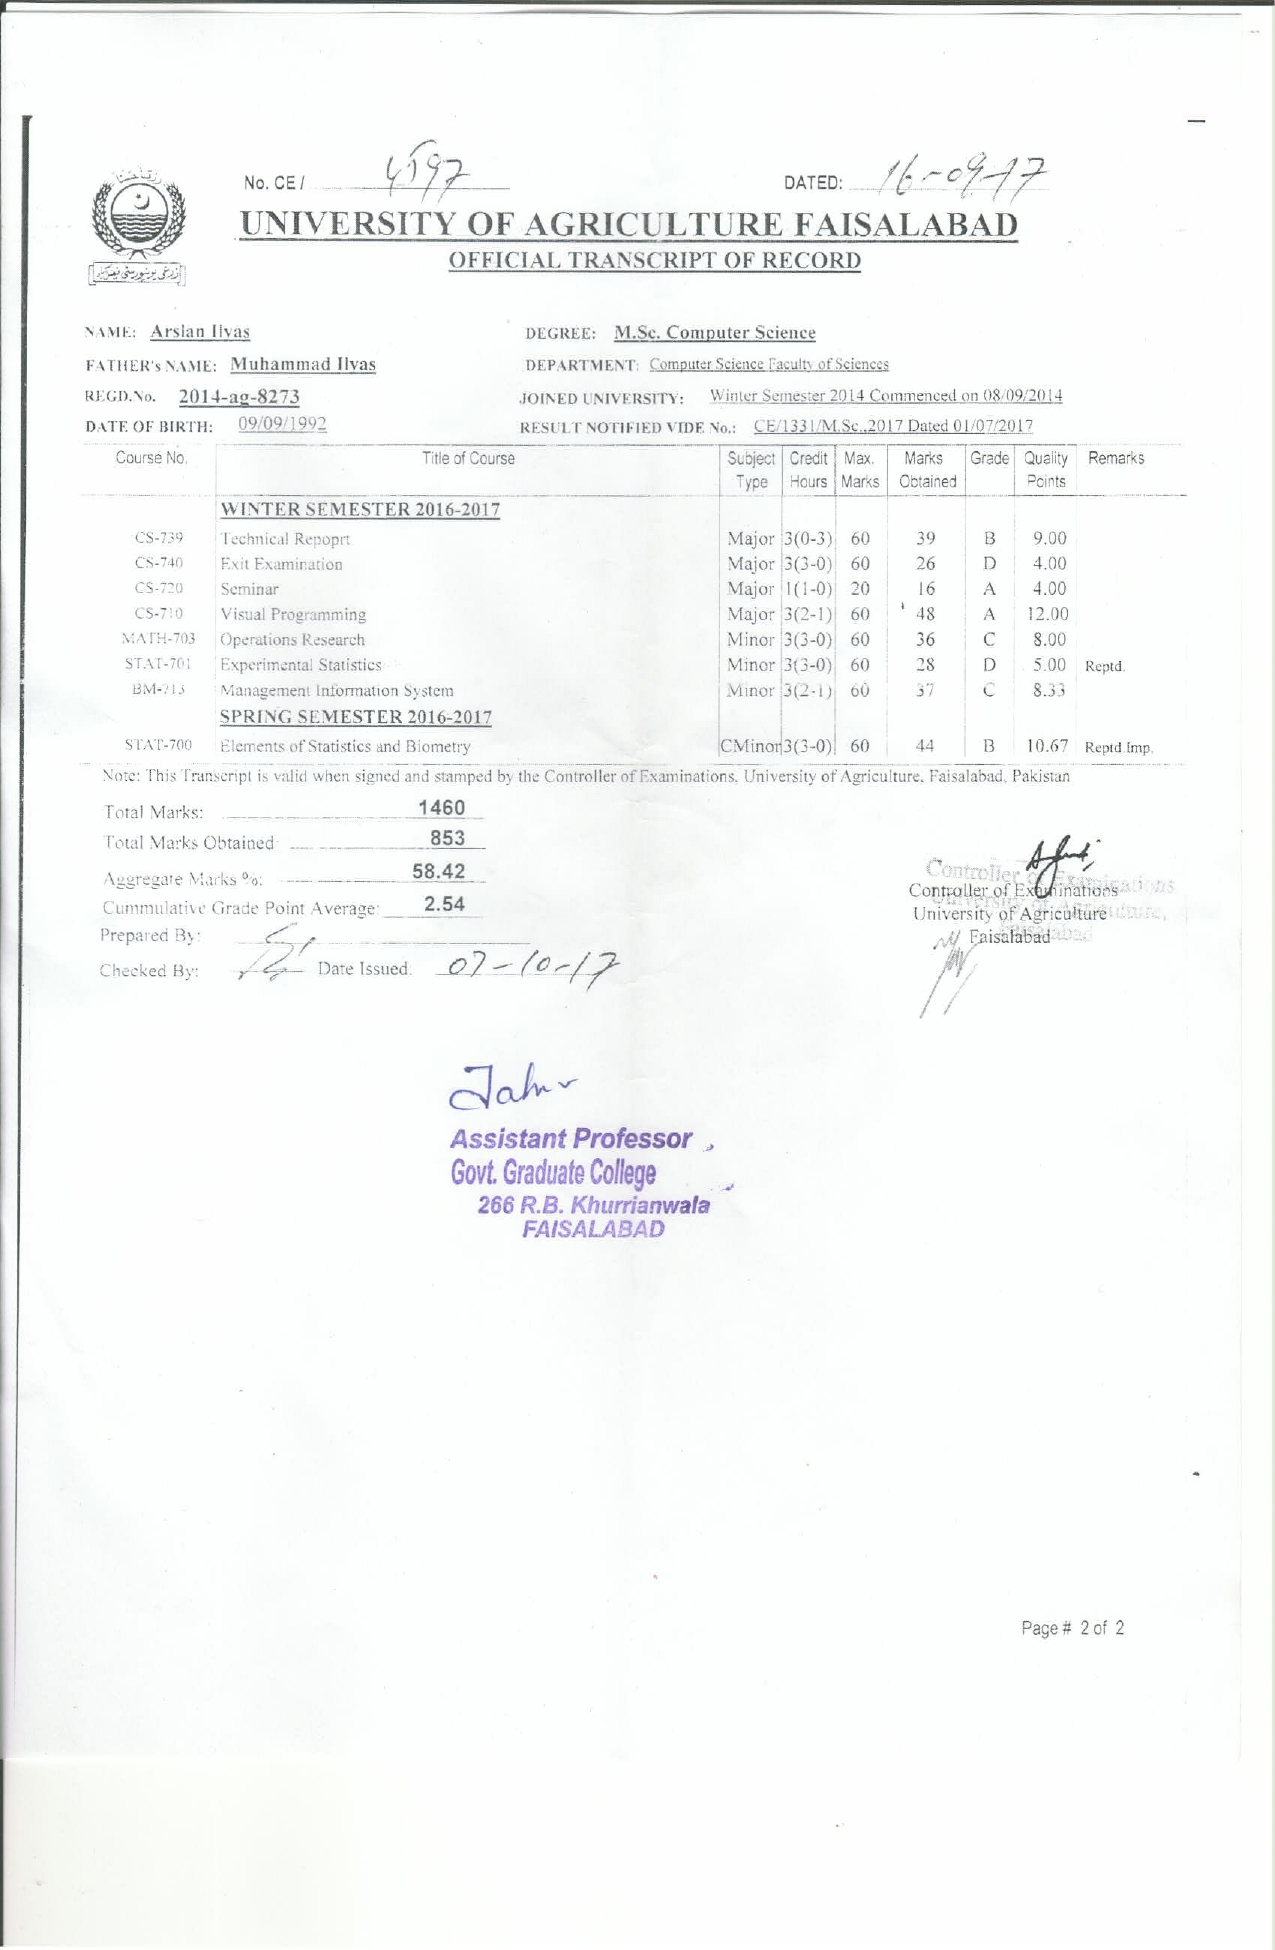 No. CE / 4597 DATED: 16-09-17
UNIVERSITY OF AGRICULTURE FAISALABAD
OFFICIAL TRANSCRIPT OF RECORD
NAME: Arslan Ilyas DEGREE: M.Sc. Computer Science
FATHER's NAME: Muhammad Ilyas DEPARTMENT: Computer Science Faculty of Sciences
REGD.No. 2014-ag-8273 JOINED UNIVERSITY: Winter Semester 2014 Commenced on 08/09/2014
DATE OF BIRTH: 09/09/1992 RESULT NOTIFIED VIDE No.: CE/1331/M.Sc.,2017 Dated 01/07/2017
Course No. Title of Course Subject Type Credit Hours Max. Marks Marks Obtained Grade Quality Points Remarks
WINTER SEMESTER 2016-2017
CS-739 Technical Repoprt Major 3(0-3) 60 39 B 9.00
CS-740 Exit Examination Major 3(3-0) 60 26 D 4.00
CS-720 Seminar Major 1(1-0) 20 16 A 4.00
CS-710 Visual Programming Major 3(2-1) 60 48 A 12.00
MATH-703 Operations Research Minor 3(3-0) 60 36 C 8.00
STAT-701 Experimental Statistics Minor 3(3-0) 60 28 D 5.00 Reptd.
BM-713 Management Information System Minor 3(2-1) 60 37 C 8.33
SPRING SEMESTER 2016-2017
STAT-700 Elements of Statistics and Biometry CMinor 3(3-0) 60 44 B 10.67 Reptd.Imp.
Note: This Transcript is valid when signed and stamped by the Controller of Examinations, University of Agriculture, Faisalabad, Pakistan
Total Marks: 1460
Total Marks Obtained 853
Aggregate Marks %: 58.42
Cummulative Grade Point Average: 2.54
Prepared By:
Checked By: Date Issued: 07-10-17
Controller of Examinations
University of Agriculture
Faisalabad
Controller of Examinations
University of Agriculture,
Faisalabad
Assistant Professor
Govt. Graduate College
266 R.B. Khurrianwala
FAISALABAD
Page # 2 of 2